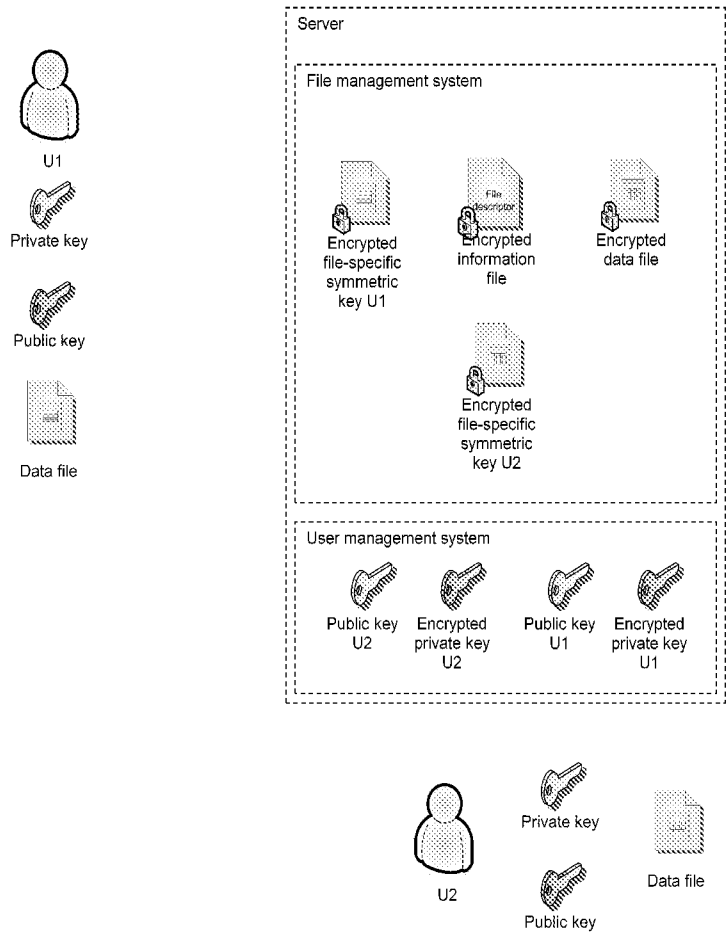 Server
File management system
U1
Private key
Public key
Data file
Encrypted
file-specific
symmetric
key U1
File
descriptor
Encrypted
information
file
Encrypted
data file
Encrypted
file-specific
symmetric
key U2
User management system
Public key
U2
Encrypted
private key
U2
Public key
U1
Encrypted
private key
U1
U2
Private key
Public key
Data file